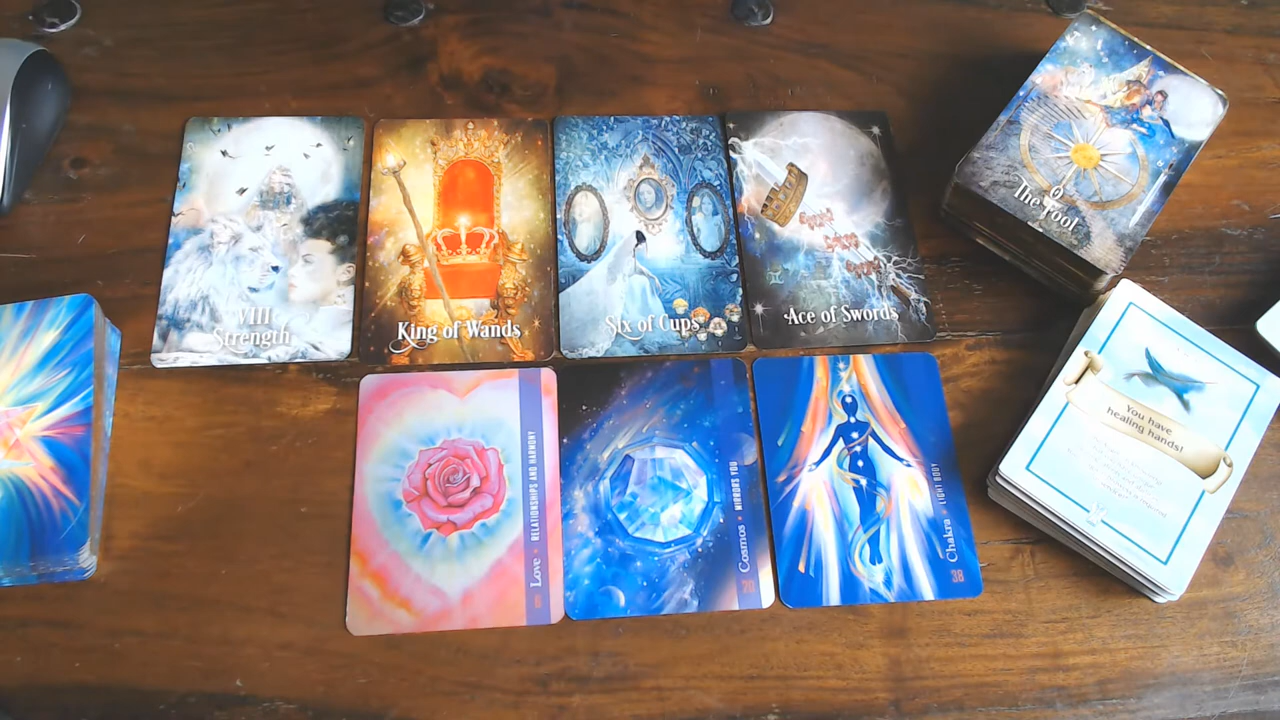 VIII
Strength
King of Wands
Six of Cups
Ace of Swords
0
The Fool
You have
healing hands!
Love • RELATIONSHIPS AND HARMONY
Cosmos • MIRRORS YOU
Chakra • LIGHT BODY
38